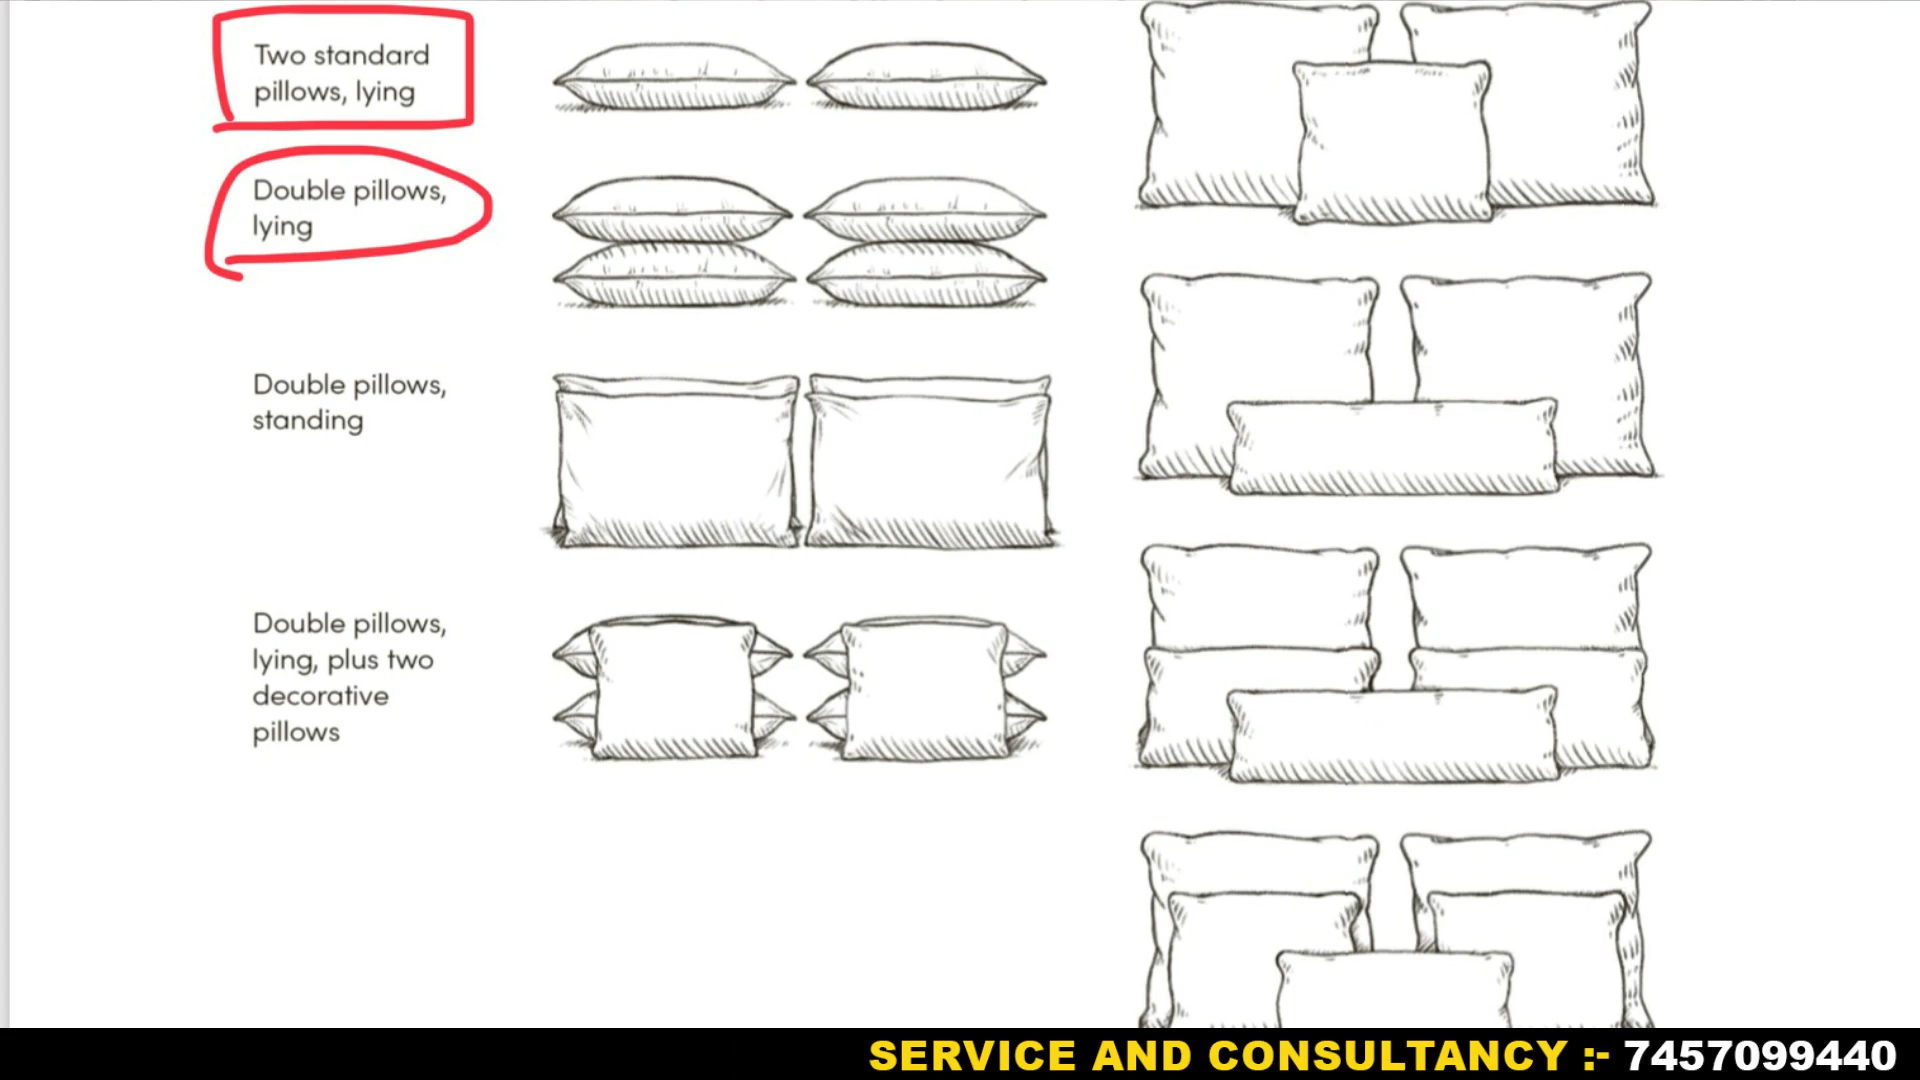 Two standard
pillows, lying
Double pillows,
lying
Double pillows,
standing
Double pillows,
lying, plus two
decorative
pillows
SERVICE AND CONSULTANCY :- 7457099440